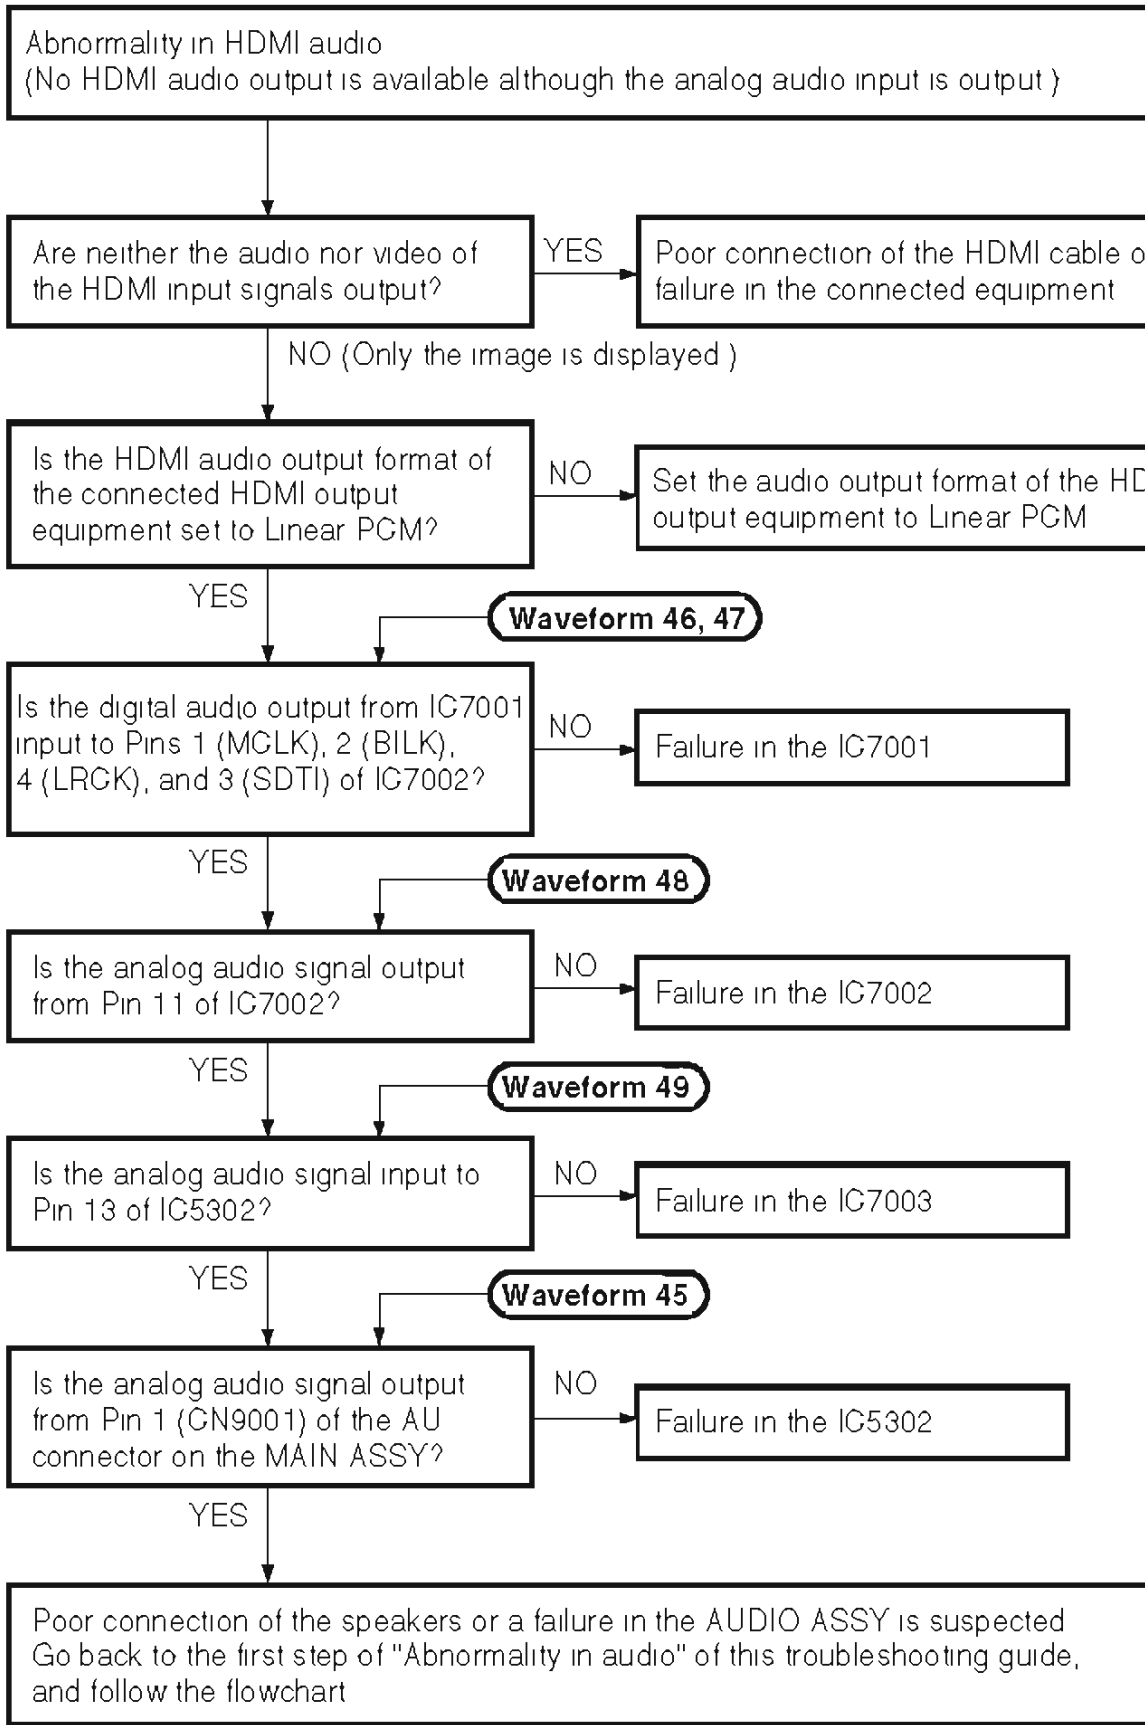 Abnormality in HDMI audio
(No HDMI audio output is available although the analog audio input is output )
Are neither the audio nor video of
the HDMI input signals output?
YES
Poor connection of the HDMI cable o
failure in the connected equipment
NO (Only the image is displayed )
Is the HDMI audio output format of
the connected HDMI output
equipment set to Linear PCM?
NO
Set the audio output format of the HD
output equipment to Linear PCM
YES
Waveform 46, 47
Is the digital audio output from IC7001
input to Pins 1 (MCLK), 2 (BILK),
4 (LRCK), and 3 (SDTI) of IC7002?
NO
Failure in the IC7001
YES
Waveform 48
Is the analog audio signal output
from Pin 11 of IC7002?
NO
Failure in the IC7002
YES
Waveform 49
Is the analog audio signal input to
Pin 13 of IC5302?
NO
Failure in the IC7003
YES
Waveform 45
Is the analog audio signal output
from Pin 1 (CN9001) of the AU
connector on the MAIN ASSY?
NO
Failure in the IC5302
YES
Poor connection of the speakers or a failure in the AUDIO ASSY is suspected
Go back to the first step of "Abnormality in audio" of this troubleshooting guide,
and follow the flowchart